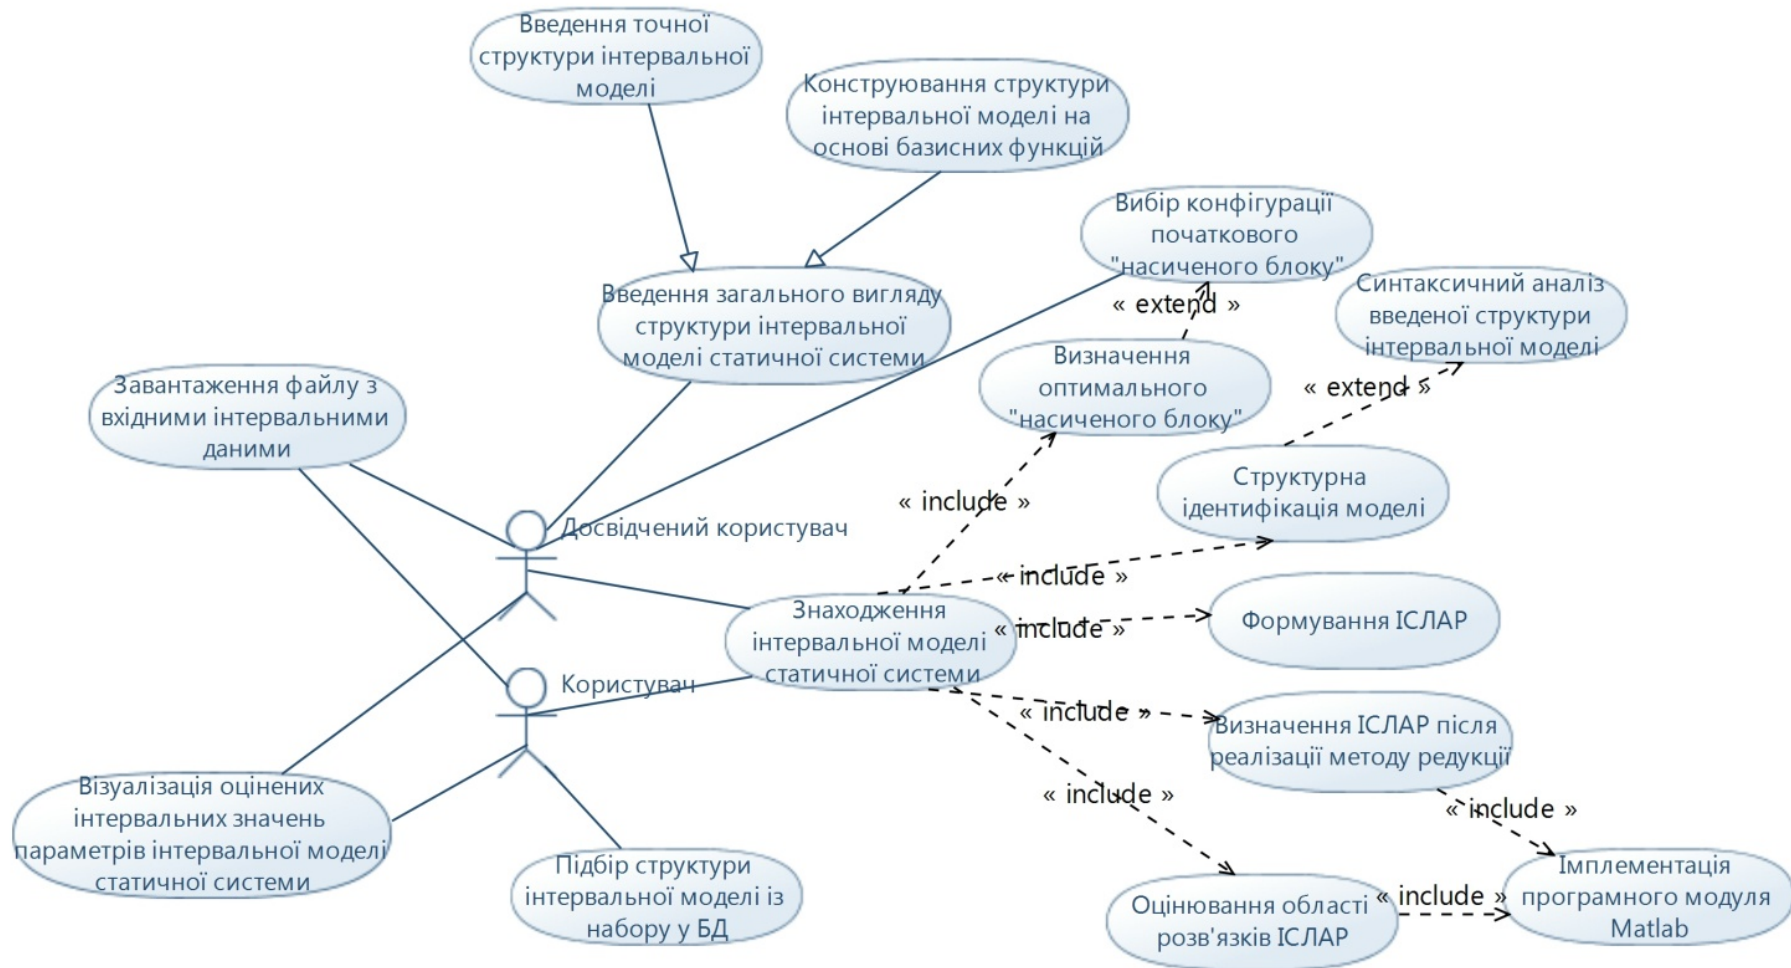 Введення точної
структури інтервальної
моделі
Конструювання структури
інтервальної моделі на
основі базисних функцій
Вибір конфігурації
початкового
"насиченого блоку"
« extend »
Синтаксичний аналіз
введеної структури
інтервальної моделі
Введення загального вигляду
структури інтервальної
моделі статичної системи
Визначення
оптимального
"насиченого блоку"
« extend »
Завантаження файлу з
вхідними інтервальними
даними
Структурна
ідентифікація моделі
« include »
Досвідчений користувач
« include »
Знаходження
інтервальної моделі
статичної системи
« include »
Формування ІСЛАР
Користувач
« include »
Визначення ІСЛАР після
реалізації методу редукції
« include »
« include »
Візуалізація оцінених
інтервальних значень
параметрів інтервальної моделі
статичної системи
Підбір структури
інтервальної моделі із
набору у БД
Оцінювання області
розв'язків ІСЛАР
« include »
Імплементація
програмного модуля
Matlab